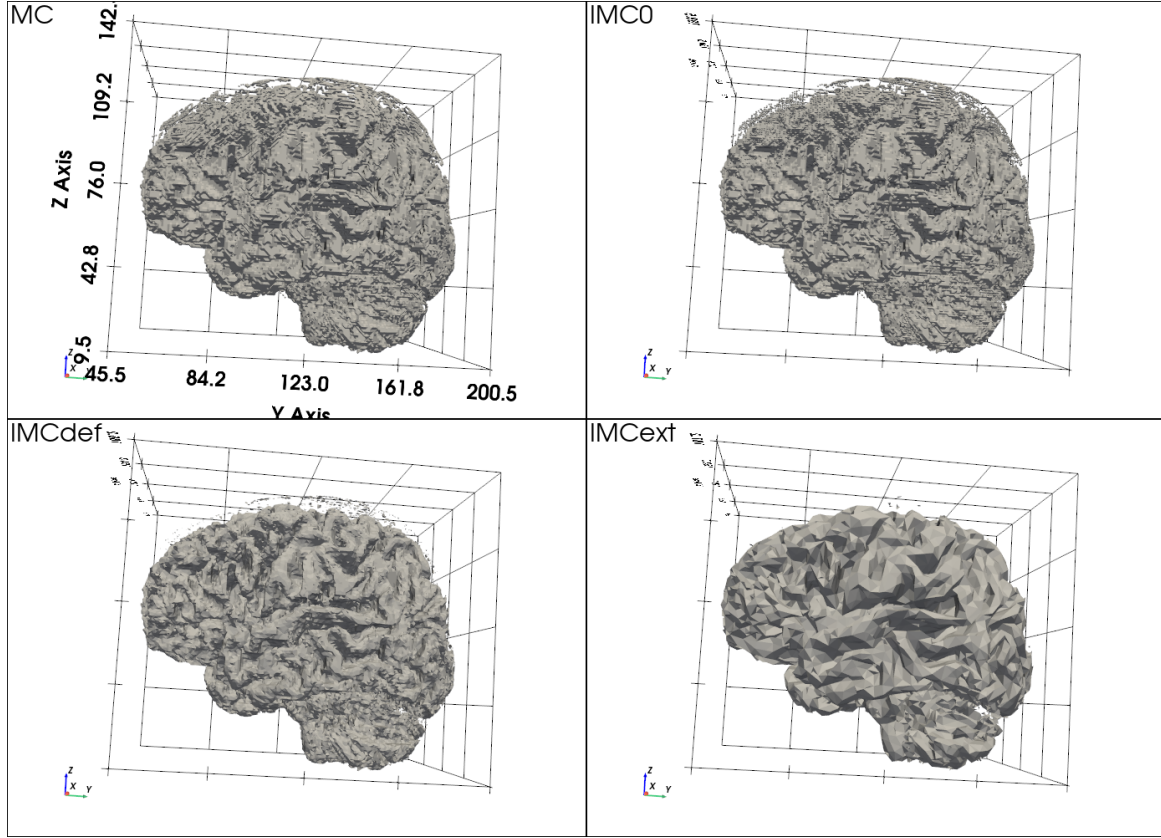 MC
142.
109.2
Z Axis
76.0
42.8
9.5
Z
X
45.5
84.2
123.0
161.8
200.5
Y Axis
IMC0
Z
X Y
IMCdef
Z
X Y
IMCext
Z
X Y